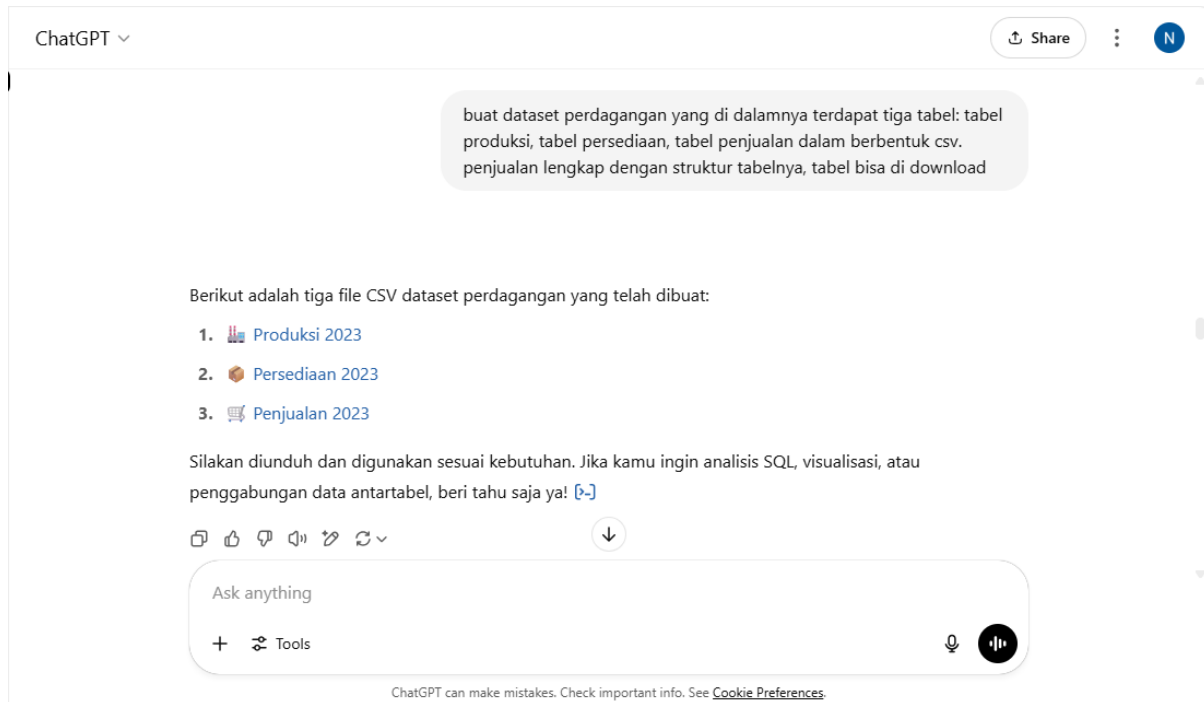 ChatGPT
Share
N
buat dataset perdagangan yang di dalamnya terdapat tiga tabel: tabel
produksi, tabel persediaan, tabel penjualan dalam berbentuk csv.
penjualan lengkap dengan struktur tabelnya, tabel bisa di download
Berikut adalah tiga file CSV dataset perdagangan yang telah dibuat:
1. Produksi 2023
2. Persediaan 2023
3. Penjualan 2023
Silakan diunduh dan digunakan sesuai kebutuhan. Jika kamu ingin analisis SQL, visualisasi, atau
penggabungan data antartabel, beri tahu saja ya! [>-]
Ask anything
Tools
ChatGPT can make mistakes. Check important info. See Cookie Preferences.